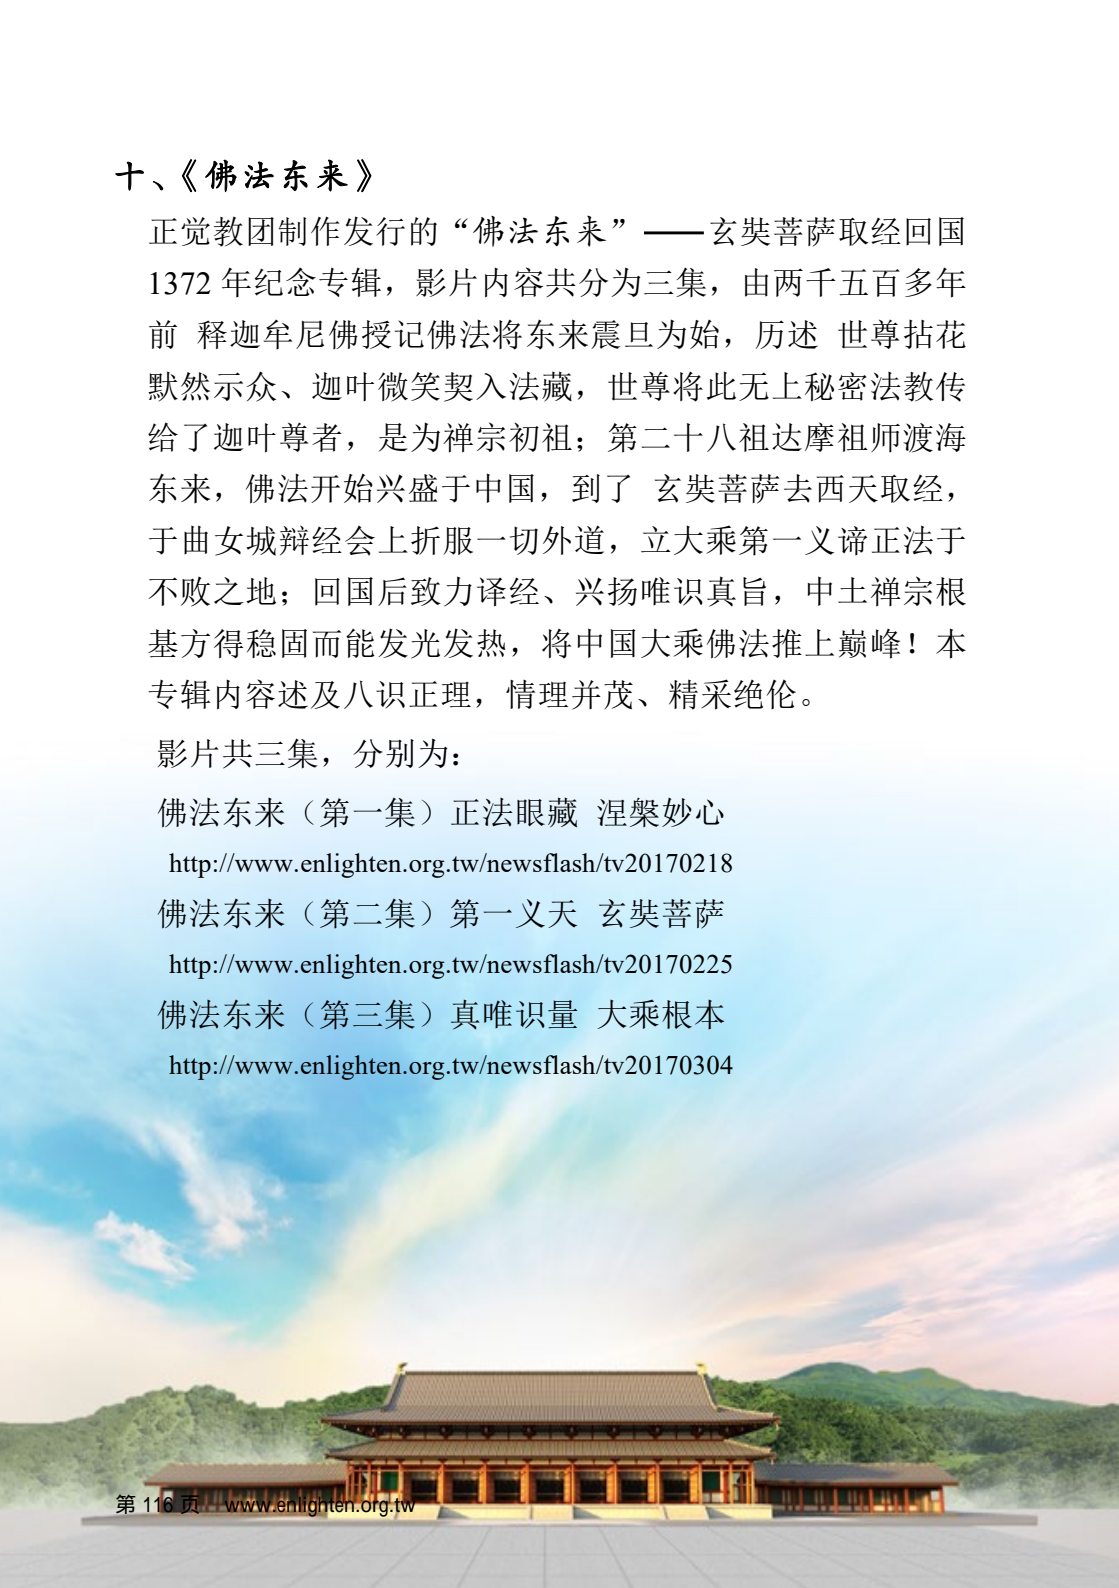 十、《佛法东来》
正觉教团制作发行的“佛法东来”——玄奘菩萨取经回国
1372 年纪念专辑，影片内容共分为三集，由两千五百多年
前 释迦牟尼佛授记佛法将东来震旦为始，历述 世尊拈花
默然示众、迦叶微笑契入法藏，世尊将此无上秘密法教传
给了迦叶尊者，是为禅宗初祖；第二十八祖达摩祖师渡海
东来，佛法开始兴盛于中国，到了 玄奘菩萨去西天取经，
于曲女城辩经会上折服一切外道，立大乘第一义谛正法于
不败之地；回国后致力译经、兴扬唯识真旨，中土禅宗根
基方得稳固而能发光发热，将中国大乘佛法推上巅峰！本
专辑内容述及八识正理，情理并茂、精采绝伦。
影片共三集，分别为：
佛法东来（第一集）正法眼藏 涅槃妙心
http://www.enlighten.org.tw/newsflash/tv20170218
佛法东来（第二集）第一义天 玄奘菩萨
http://www.enlighten.org.tw/newsflash/tv20170225
佛法东来（第三集）真唯识量 大乘根本
http://www.enlighten.org.tw/newsflash/tv20170304
第 116 页 www.enlighten.org.tw